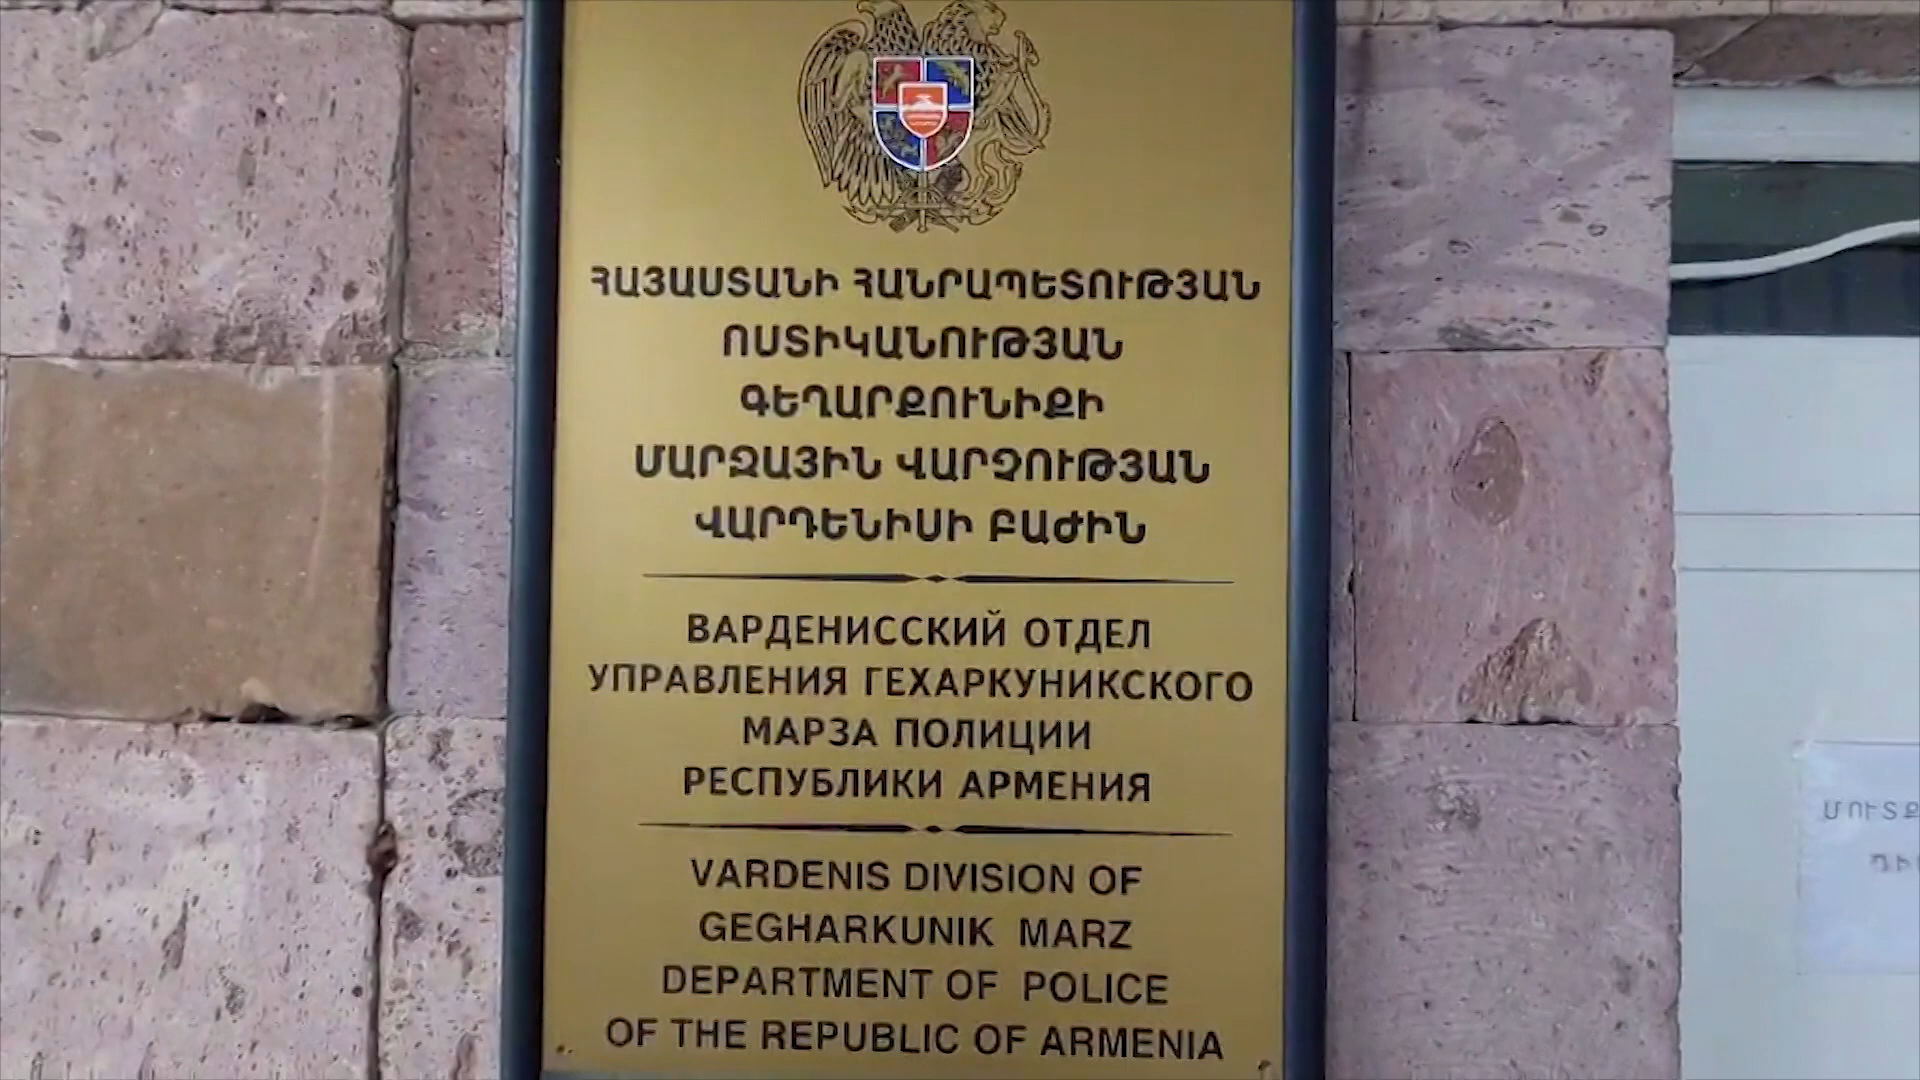 ՀԱՅԱՍՏԱՆԻ ՀԱՆՐԱՊԵՏՈՒԹՅԱՆ
ՈՍՏԻԿԱՆՈՒԹՅԱՆ
ԳԵՂԱՐՔՈՒՆԻՔԻ
ՄԱՐԶԱՅԻՆ ՎԱՐՉՈՒԹՅԱՆ
ՎԱՐԴԵՆԻՍԻ ԲԱԺԻՆ
ВАРДЕНИССКИЙ ОТДЕЛ
УПРАВЛЕНИЯ ГЕХАРКУНИКСКОГО
МАРЗА ПОЛИЦИИ
РЕСПУБЛИКИ АРМЕНИЯ
VARDENIS DIVISION OF
GEGHARKUNIK MARZ
DEPARTMENT OF POLICE
OF THE REPUBLIC OF ARMENIA